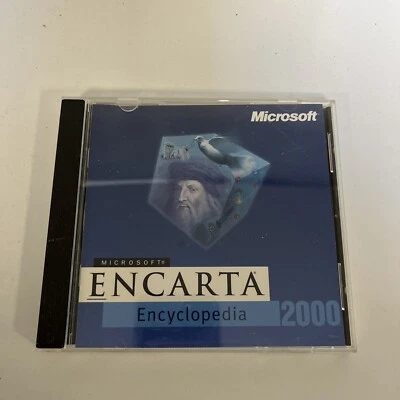 Microsoft
MICROSOFT®
ENCARTA®
Encyclopedia 2000